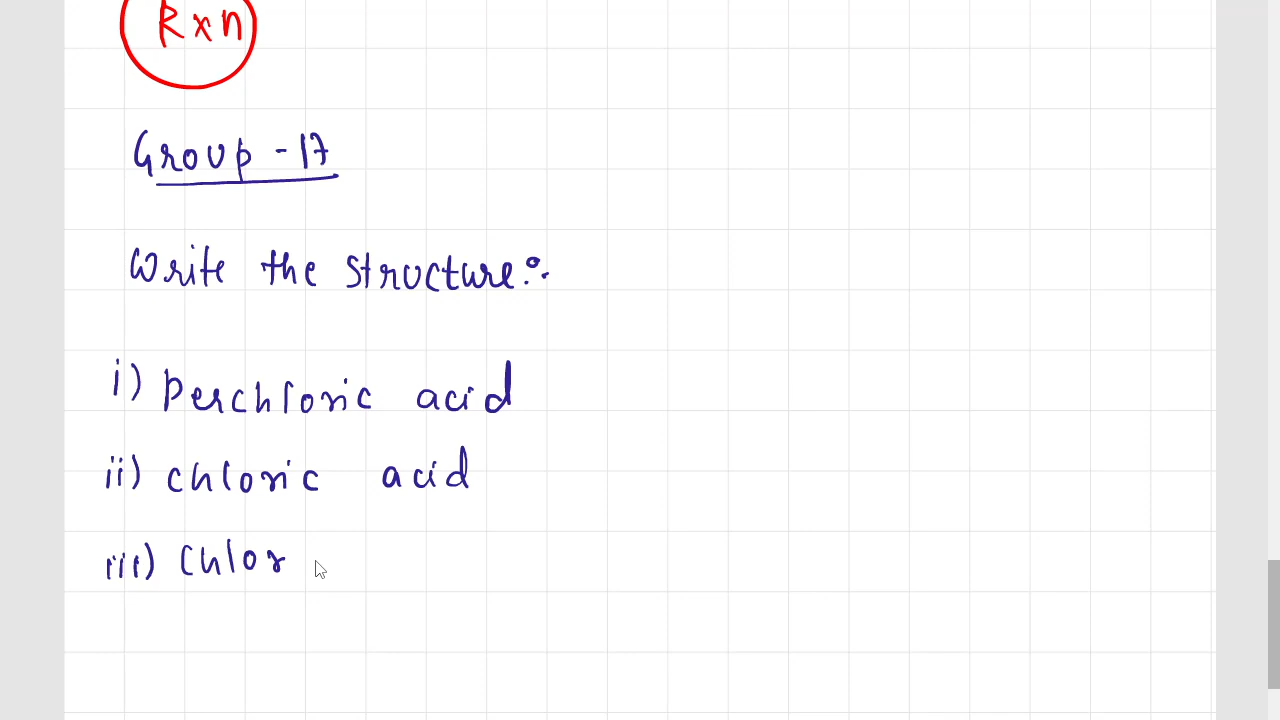 Rxn
Group - 17
Write the structure:
i) perchloric acid
ii) chloric acid
iii) Chlor